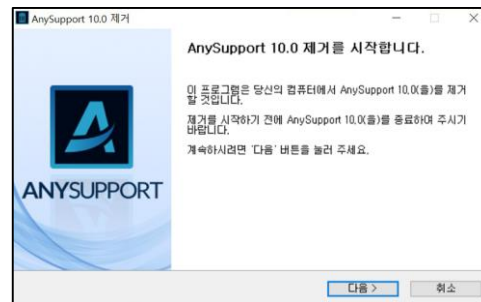 AnySupport 10.0 제거
AnySupport 10.0 제거를 시작합니다.
이 프로그램은 당신의 컴퓨터에서 AnySupport 10.0(을)를 제거
할 것입니다.
제거를 시작하기 전에 AnySupport 10.0(을)를 종료하여 주시기
바랍니다.
계속하시려면 '다음' 버튼을 눌러 주세요.
ANYSUPPORT
다음 >
취소